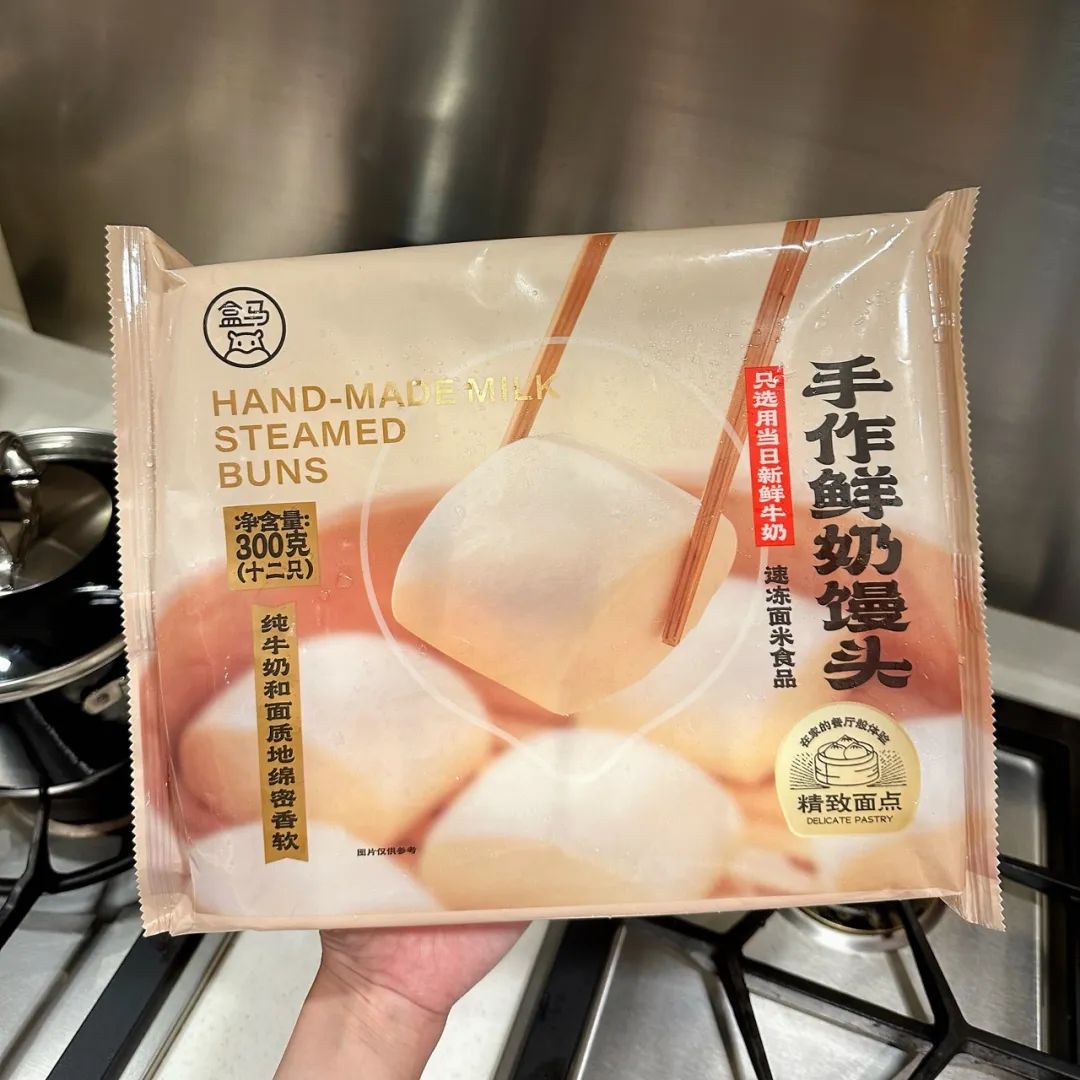 盒马
HAND-MADE MILK
STEAMED
BUNS
净含量:
300克
(十二只)
纯牛奶和面质地绵密香软
图片仅供参考
手作鲜奶馒头
只选用当日新鲜牛奶
速冻面米食品
在家的餐厅般体验
精致面点
DELICATE PASTRY